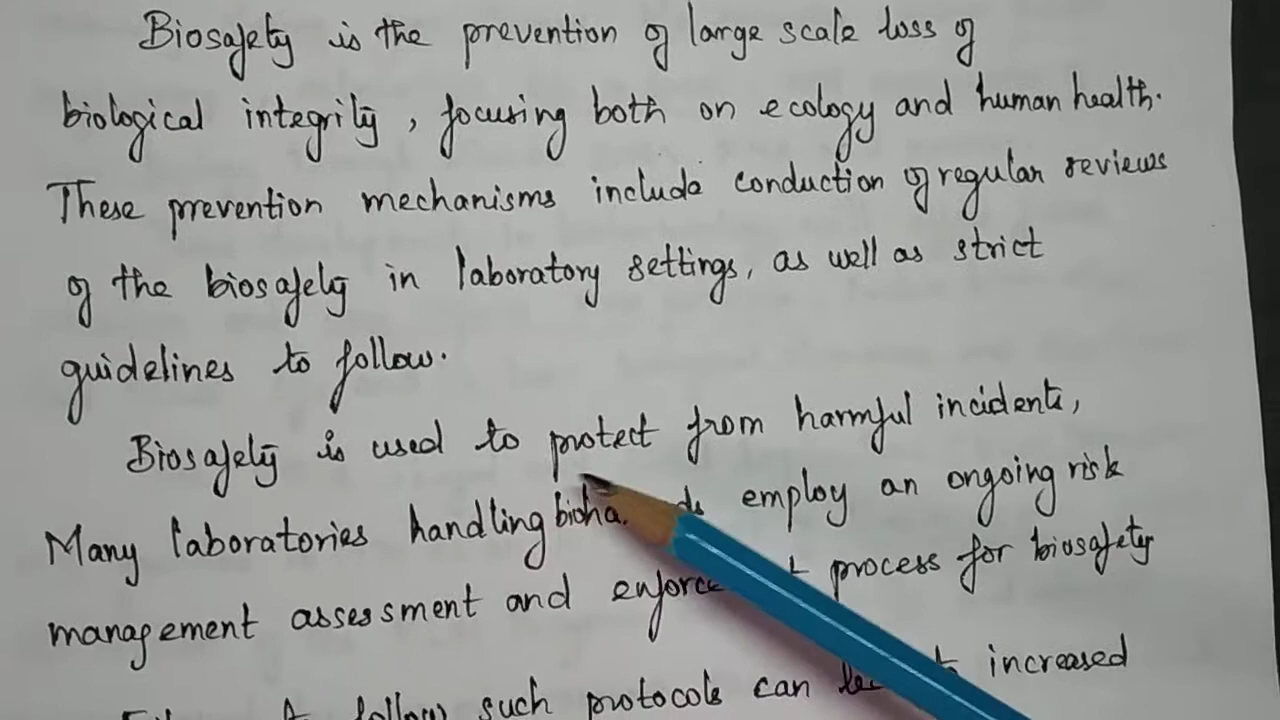 Biosafety is the prevention of large scale loss of
biological integrity, focusing both on ecology and human health.
These prevention mechanisms include conduction of regular reviews
of the biosafety in laboratory settings, as well as strict
guidelines to follow.
Biosafety is used to protect from harmful incidents,
Many laboratories handling employ an ongoing risk
management assessment and process for biosafety
follow such protocols can increased